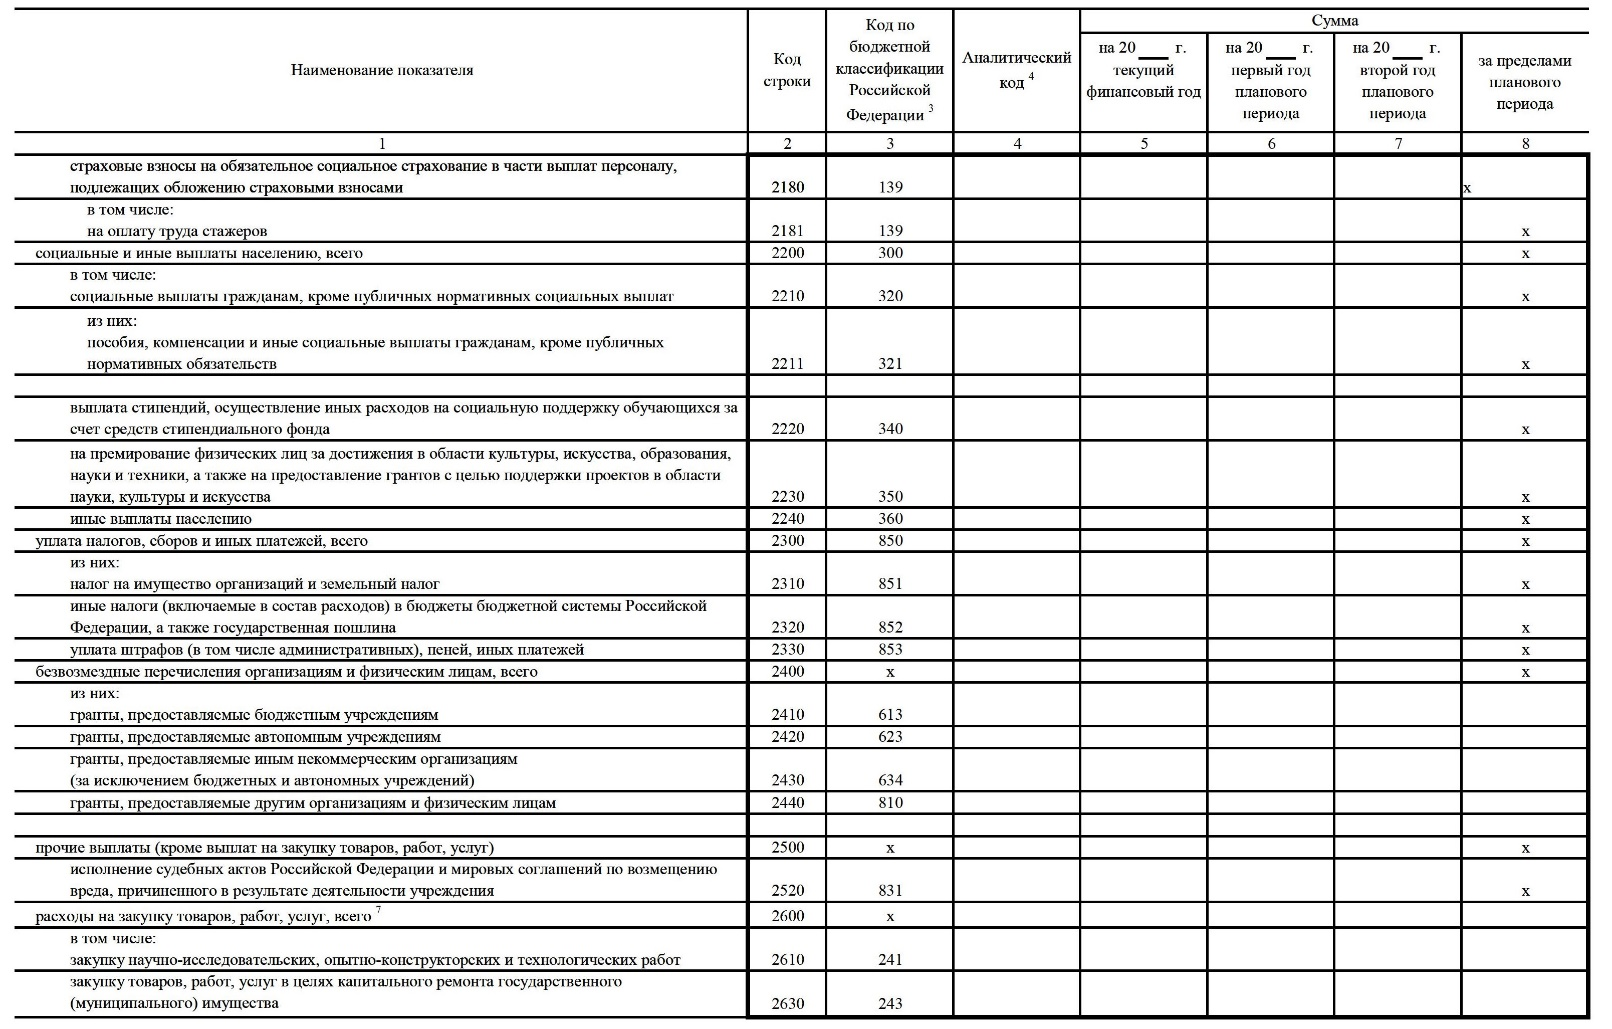 Наименование показателя
Код строки
Код по бюджетной классификации Российской Федерации 3
Аналитический код 4
Сумма
на 20 ____ г. текущий финансовый год
на 20 ____ г. первый год планового периода
на 20 ____ г. второй год планового периода
за пределами планового периода
1 2 3 4 5 6 7 8
страховые взносы на обязательное социальное страхование в части выплат персоналу,
подлежащих обложению страховыми взносами 2180 139 х
в том числе:
на оплату труда стажеров 2181 139 х
социальные и иные выплаты населению, всего 2200 300 х
в том числе:
социальные выплаты гражданам, кроме публичных нормативных социальных выплат 2210 320 х
из них:
пособия, компенсации и иные социальные выплаты гражданам, кроме публичных
нормативных обязательств 2211 321 х
выплата стипендий, осуществление иных расходов на социальную поддержку обучающихся за
счет средств стипендиального фонда 2220 340 х
на премирование физических лиц за достижения в области культуры, искусства, образования,
науки и техники, а также на предоставление грантов с целью поддержки проектов в области
науки, культуры и искусства 2230 350 х
иные выплаты населению 2240 360 х
уплата налогов, сборов и иных платежей, всего 2300 850 х
из них:
налог на имущество организаций и земельный налог 2310 851 х
иные налоги (включаемые в состав расходов) в бюджеты бюджетной системы Российской
Федерации, а также государственная пошлина 2320 852 х
уплата штрафов (в том числе административных), пеней, иных платежей 2330 853 х
безвозмездные перечисления организациям и физическим лицам, всего 2400 х х
из них:
гранты, предоставляемые бюджетным учреждениям 2410 613
гранты, предоставляемые автономным учреждениям 2420 623
гранты, предоставляемые иным некоммерческим организациям
(за исключением бюджетных и автономных учреждений) 2430 634
гранты, предоставляемые другим организациям и физическим лицам 2440 810
прочие выплаты (кроме выплат на закупку товаров, работ, услуг) 2500 х х
исполнение судебных актов Российской Федерации и мировых соглашений по возмещению
вреда, причиненного в результате деятельности учреждения 2520 831 х
расходы на закупку товаров, работ, услуг, всего 7 2600 х
в том числе:
закупку научно-исследовательских, опытно-конструкторских и технологических работ 2610 241
закупку товаров, работ, услуг в целях капитального ремонта государственного
(муниципального) имущества 2630 243